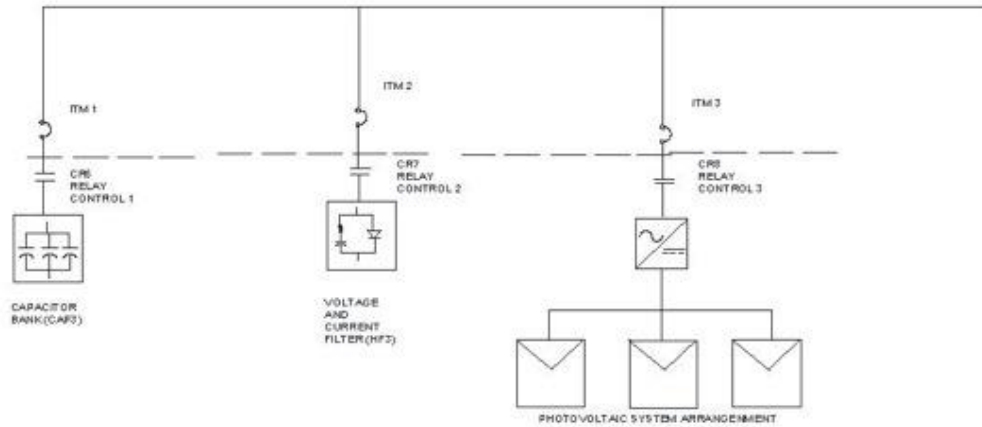 ITM 1
ITM 2
ITM 3
CR6
RELAY
CONTROL 1
CR7
RELAY
CONTROL 2
CR8
RELAY
CONTROL 3
CAPACITOR
BANK(CAP3)
VOLTAGE
AND
CURRENT
FILTER(HF3)
PHOTOVOLTAIC SYSTEM ARRANGENMENT